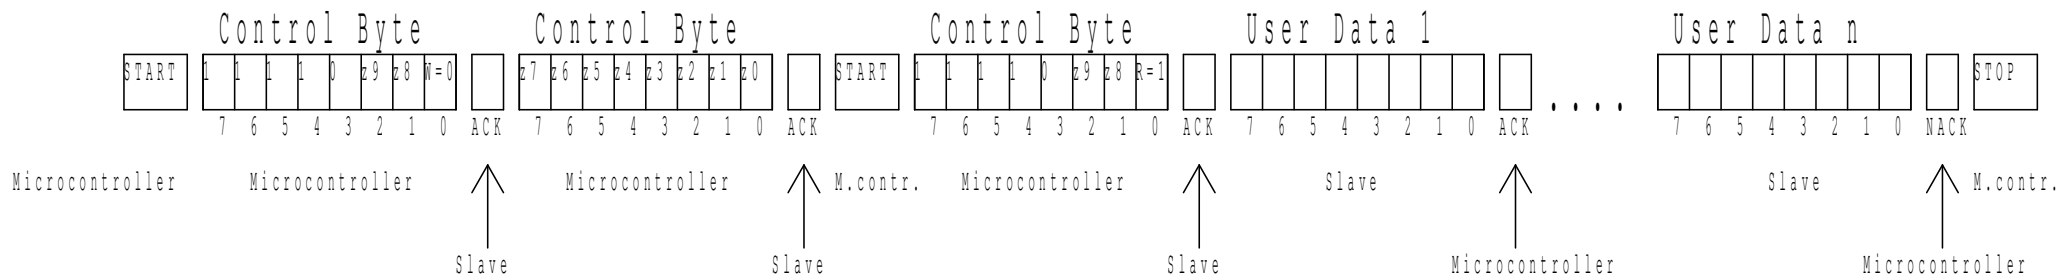 Control Byte Control Byte Control Byte User Data 1 User Data n
START 1 1 1 1 0 z9 z8 W=0 z7 z6 z5 z4 z3 z2 z1 z0 START 1 1 1 1 0 z9 z8 R=1 . . . . STOP
7 6 5 4 3 2 1 0 ACK 7 6 5 4 3 2 1 0 ACK 7 6 5 4 3 2 1 0 ACK 7 6 5 4 3 2 1 0 ACK 7 6 5 4 3 2 1 0 NACK
Microcontroller Microcontroller Microcontroller M.contr. Microcontroller Slave Slave M.contr.
Slave Slave Slave Microcontroller Microcontroller